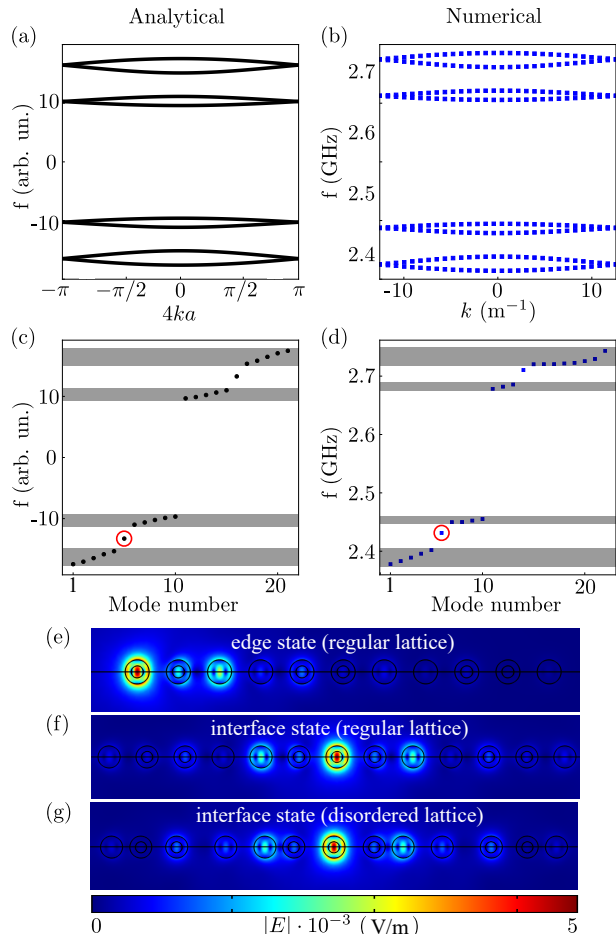 Analytical Numerical
(a) (b)
f (arb. un.)
10
0
-10
−π −π/2 0 π/2 π
4ka
f (GHz)
2.7
2.6
2.5
2.4
−10 0 10
k (m⁻¹)
(c) (d)
f (arb. un.)
10
0
-10
1 10 20
Mode number
f (GHz)
2.7
2.6
2.5
2.4
1 10 20
Mode number
(e) edge state (regular lattice)
(f) interface state (regular lattice)
(g) interface state (disordered lattice)
0 |E| · 10⁻³ (V/m) 5